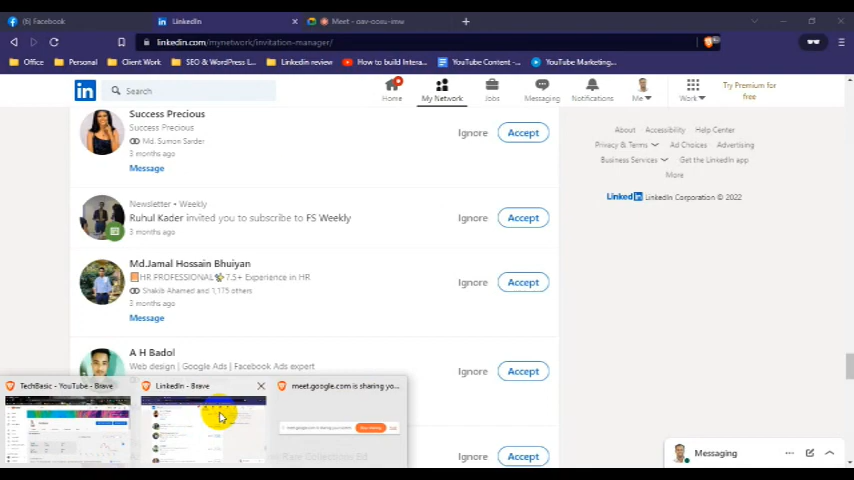 (5) Facebook
LinkedIn
Meet - oav-ooxu-imw
linkedin.com/mynetwork/invitation-manager/
Office
Personal
Client Work
SEO & WordPress L...
Linkedin review
How to build Intera...
YouTube Content -...
YouTube Marketing...
Search
Home
My Network
Jobs
Messaging
Notifications
Me
Work
Try Premium for
free
Success Precious
Success Precious
Md. Sumon Sarder
3 months ago
Message
Ignore
Accept
Newsletter • Weekly
Ruhul Kader invited you to subscribe to FS Weekly
3 months ago
Ignore
Accept
Md.Jamal Hossain Bhuiyan
HR PROFESSIONAL 7.5+ Experience in HR
Shakib Ahamed and 1,175 others
3 months ago
Message
Ignore
Accept
A H Badol
Web design | Google Ads | Facebook Ads expert
Ignore
Accept
Ignore
Accept
About
Accessibility
Help Center
Privacy & Terms
Ad Choices
Advertising
Business Services
Get the LinkedIn app
More
LinkedIn LinkedIn Corporation © 2022
TechBasic - YouTube - Brave
LinkedIn - Brave
meet.google.com is sharing yo...
Stop sharing
Messaging